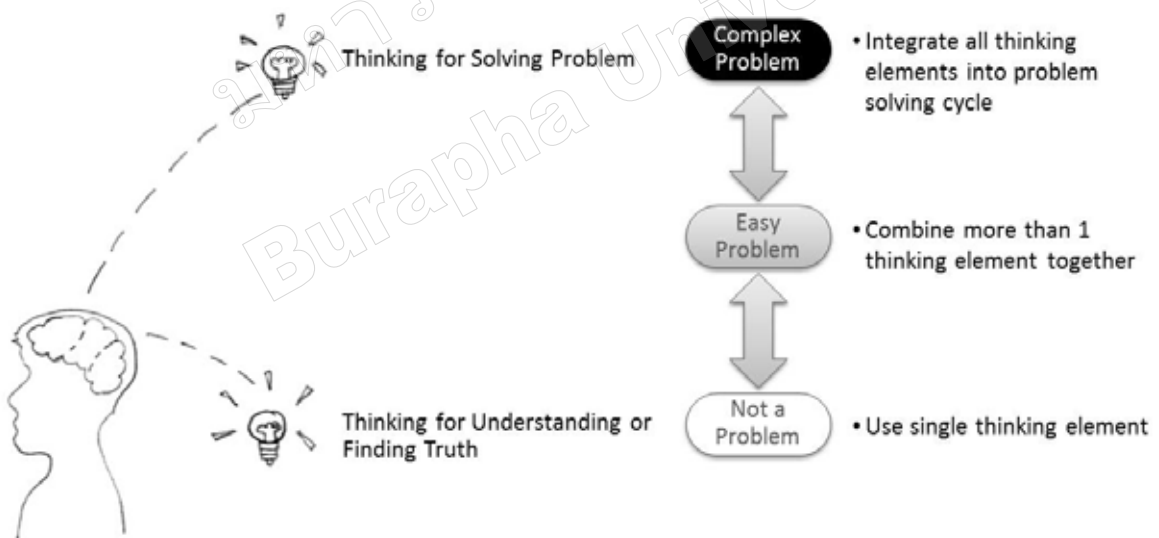 Thinking for Solving Problem
Complex
Problem
• Integrate all thinking
elements into problem
solving cycle
Easy
Problem
• Combine more than 1
thinking element together
Thinking for Understanding or
Finding Truth
Not a
Problem
• Use single thinking element
Burapha